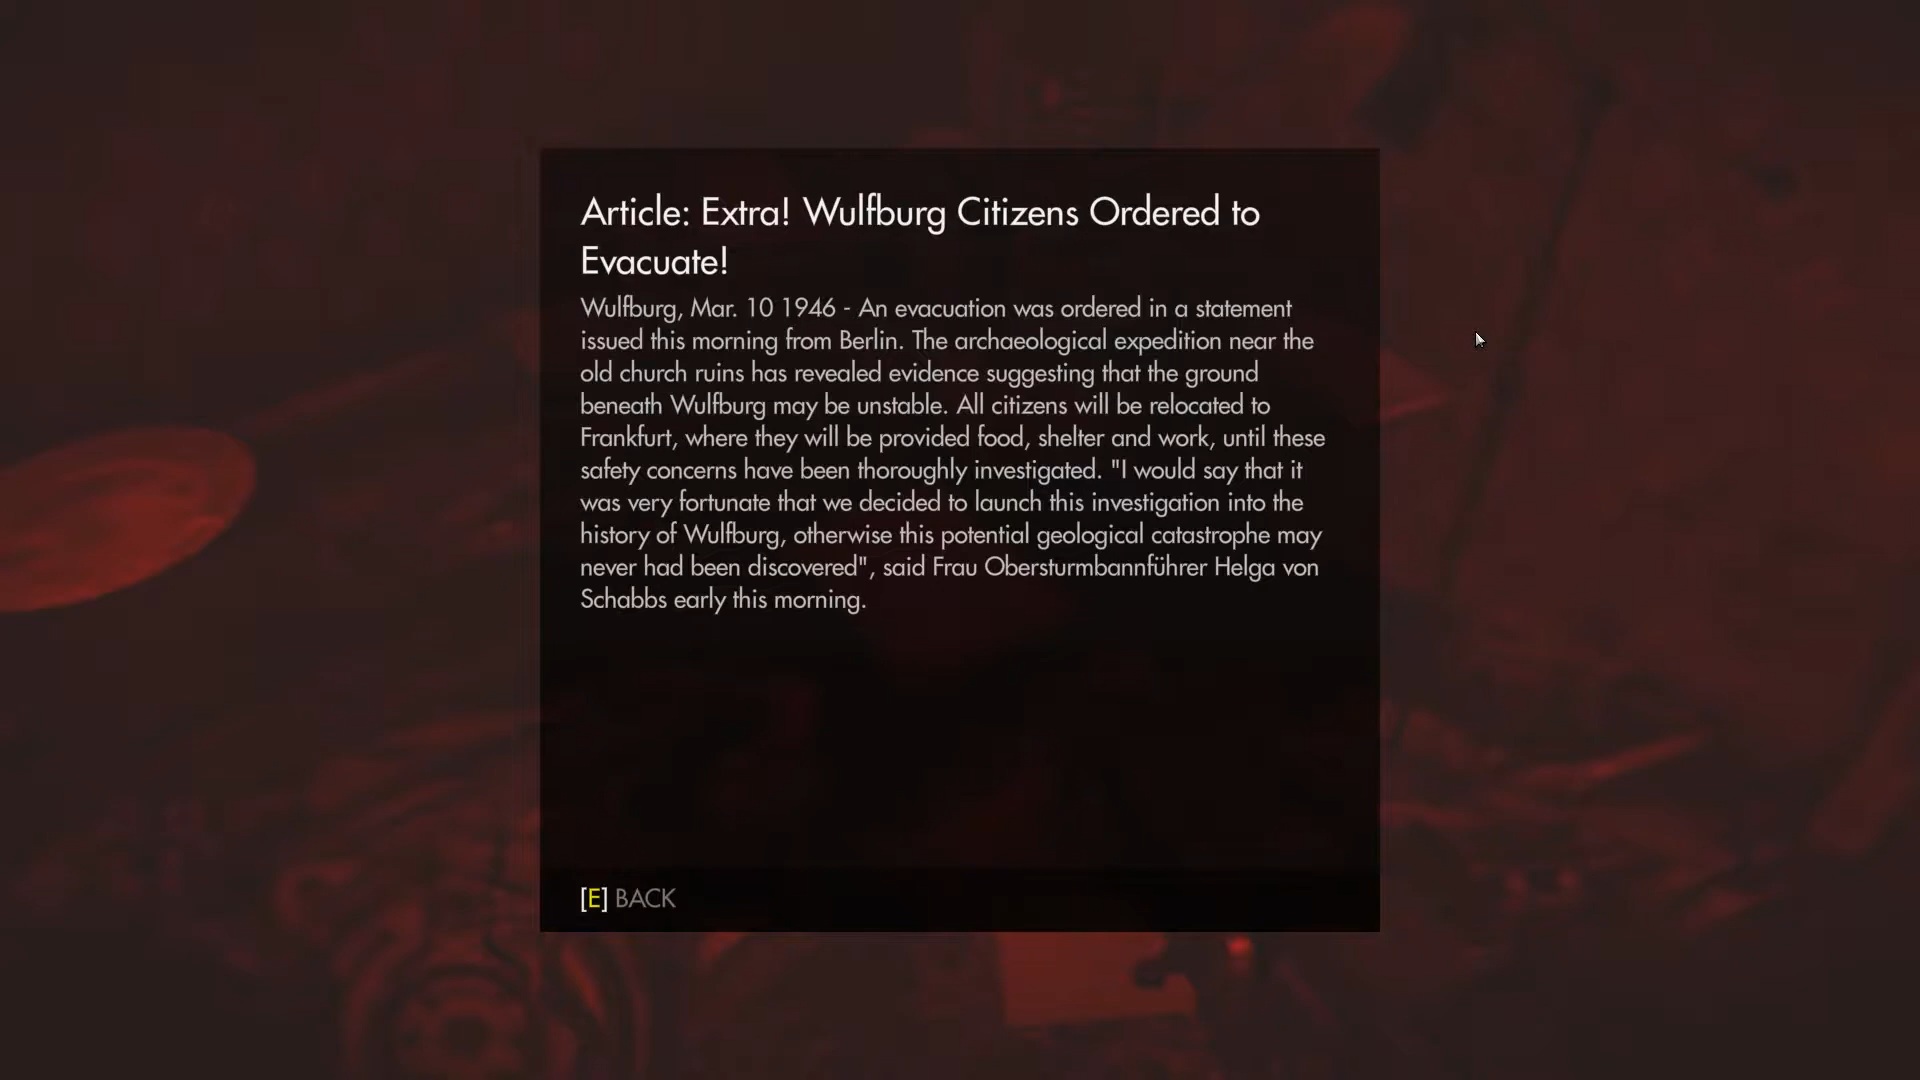 Article: Extra! Wulfburg Citizens Ordered to
Evacuate!
Wulfburg, Mar. 10 1946 - An evacuation was ordered in a statement
issued this morning from Berlin. The archaeological expedition near the
old church ruins has revealed evidence suggesting that the ground
beneath Wulfburg may be unstable. All citizens will be relocated to
Frankfurt, where they will be provided food, shelter and work, until these
safety concerns have been thoroughly investigated. "I would say that it
was very fortunate that we decided to launch this investigation into the
history of Wulfburg, otherwise this potential geological catastrophe may
never had been discovered", said Frau Obersturmbannführer Helga von
Schabbs early this morning.
[E] BACK